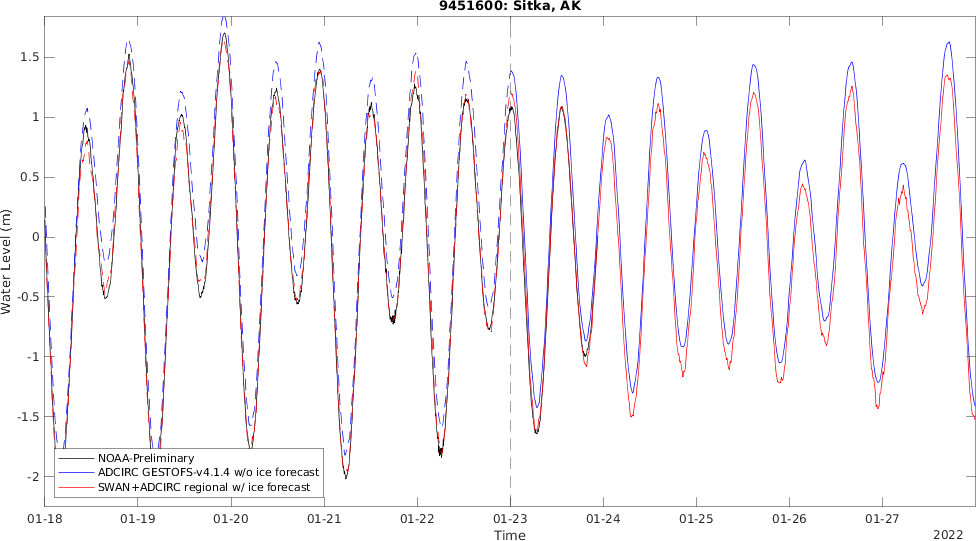 9451600: Sitka, AK
1.5
1
0.5
0
-0.5
-1
-1.5
-2
Water Level (m)
NOAA-Preliminary
ADCIRC GESTOFS-v4.1.4 w/o ice forecast
SWAN+ADCIRC regional w/ ice forecast
01-18 01-19 01-20 01-21 01-22 01-23 01-24 01-25 01-26 01-27
Time
2022